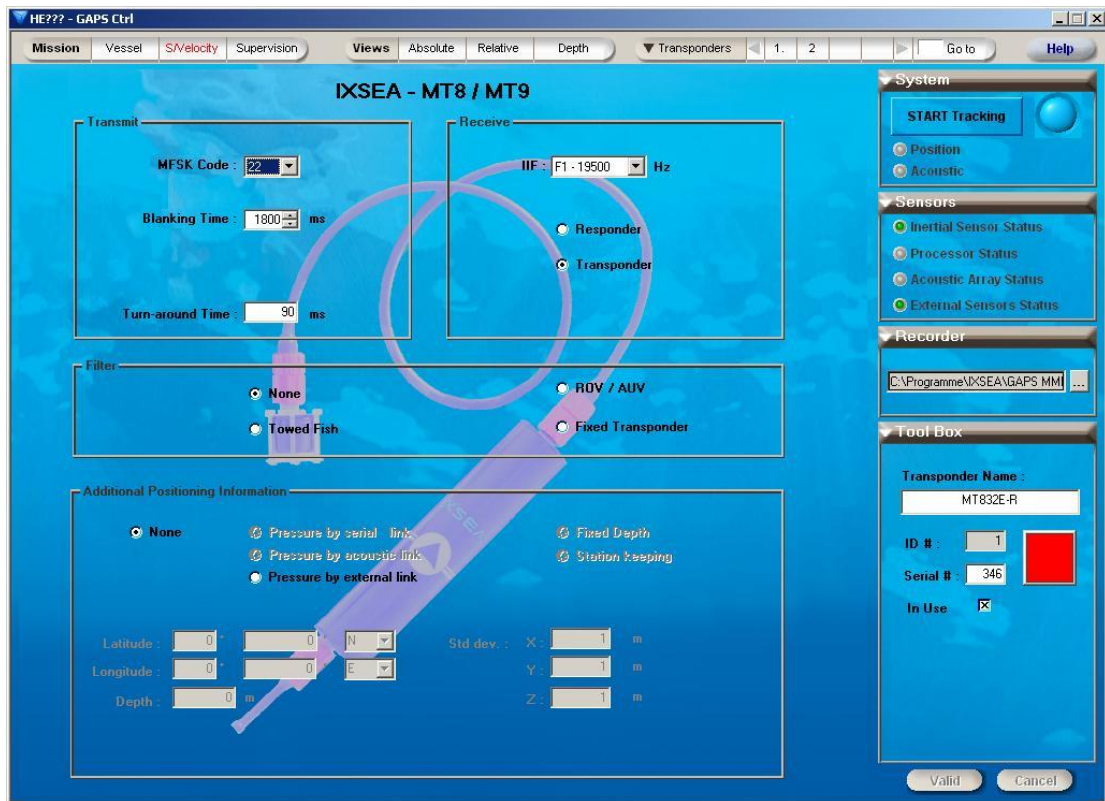 HE??? - GAPS Ctrl
Mission Vessel S/Velocity Supervision Views Absolute Relative Depth Transponders 1. 2 Go to Help
IXSEA - MT8 / MT9
Transmit
MFSK Code : 22
Blanking Time : 1800 ms
Turn-around Time : 90 ms
Receive
IIF : F1 - 19500 Hz
Responder
Transponder
Filter
None
ROV / AUV
Towed Fish
Fixed Transponder
Additional Positioning Information
None
Pressure by serial link
Fixed Depth
Pressure by acoustic link
Station keeping
Pressure by external link
Latitude : 0 ° 0 ' N
Longitude : 0 ° 0 ' E
Depth : 0 m
Std dev. : X : 1 m
Y : 1 m
Z : 1 m
IXSEA
System
START Tracking
Position
Acoustic
Sensors
Inertial Sensor Status
Processor Status
Acoustic Array Status
External Sensors Status
Recorder
C:\Programme\IXSEA\GAPS MMI ...
Tool Box
Transponder Name :
MT832E-R
ID # : 1
Serial # : 346
In Use
Valid Cancel